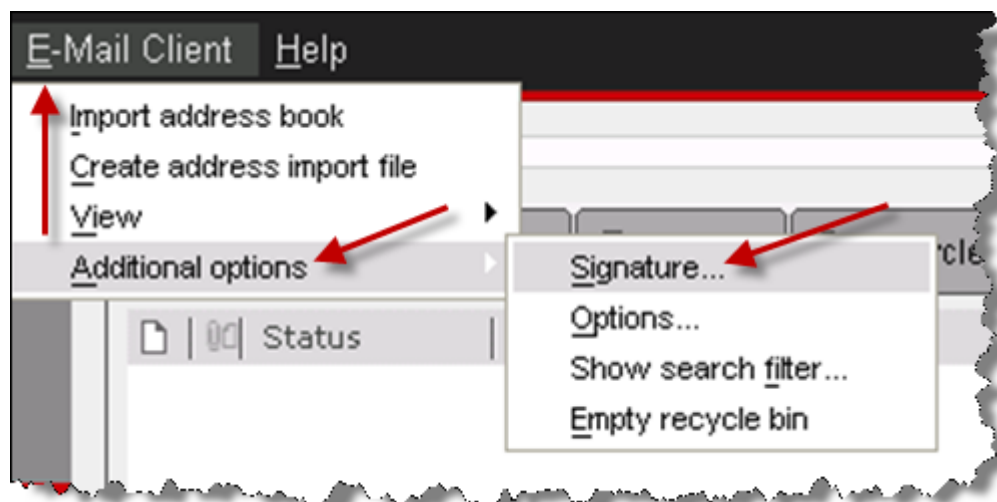 E-Mail Client Help
Import address book
Create address import file
View
Additional options
Signature...
Options...
Show search filter...
Empty recycle bin
Status